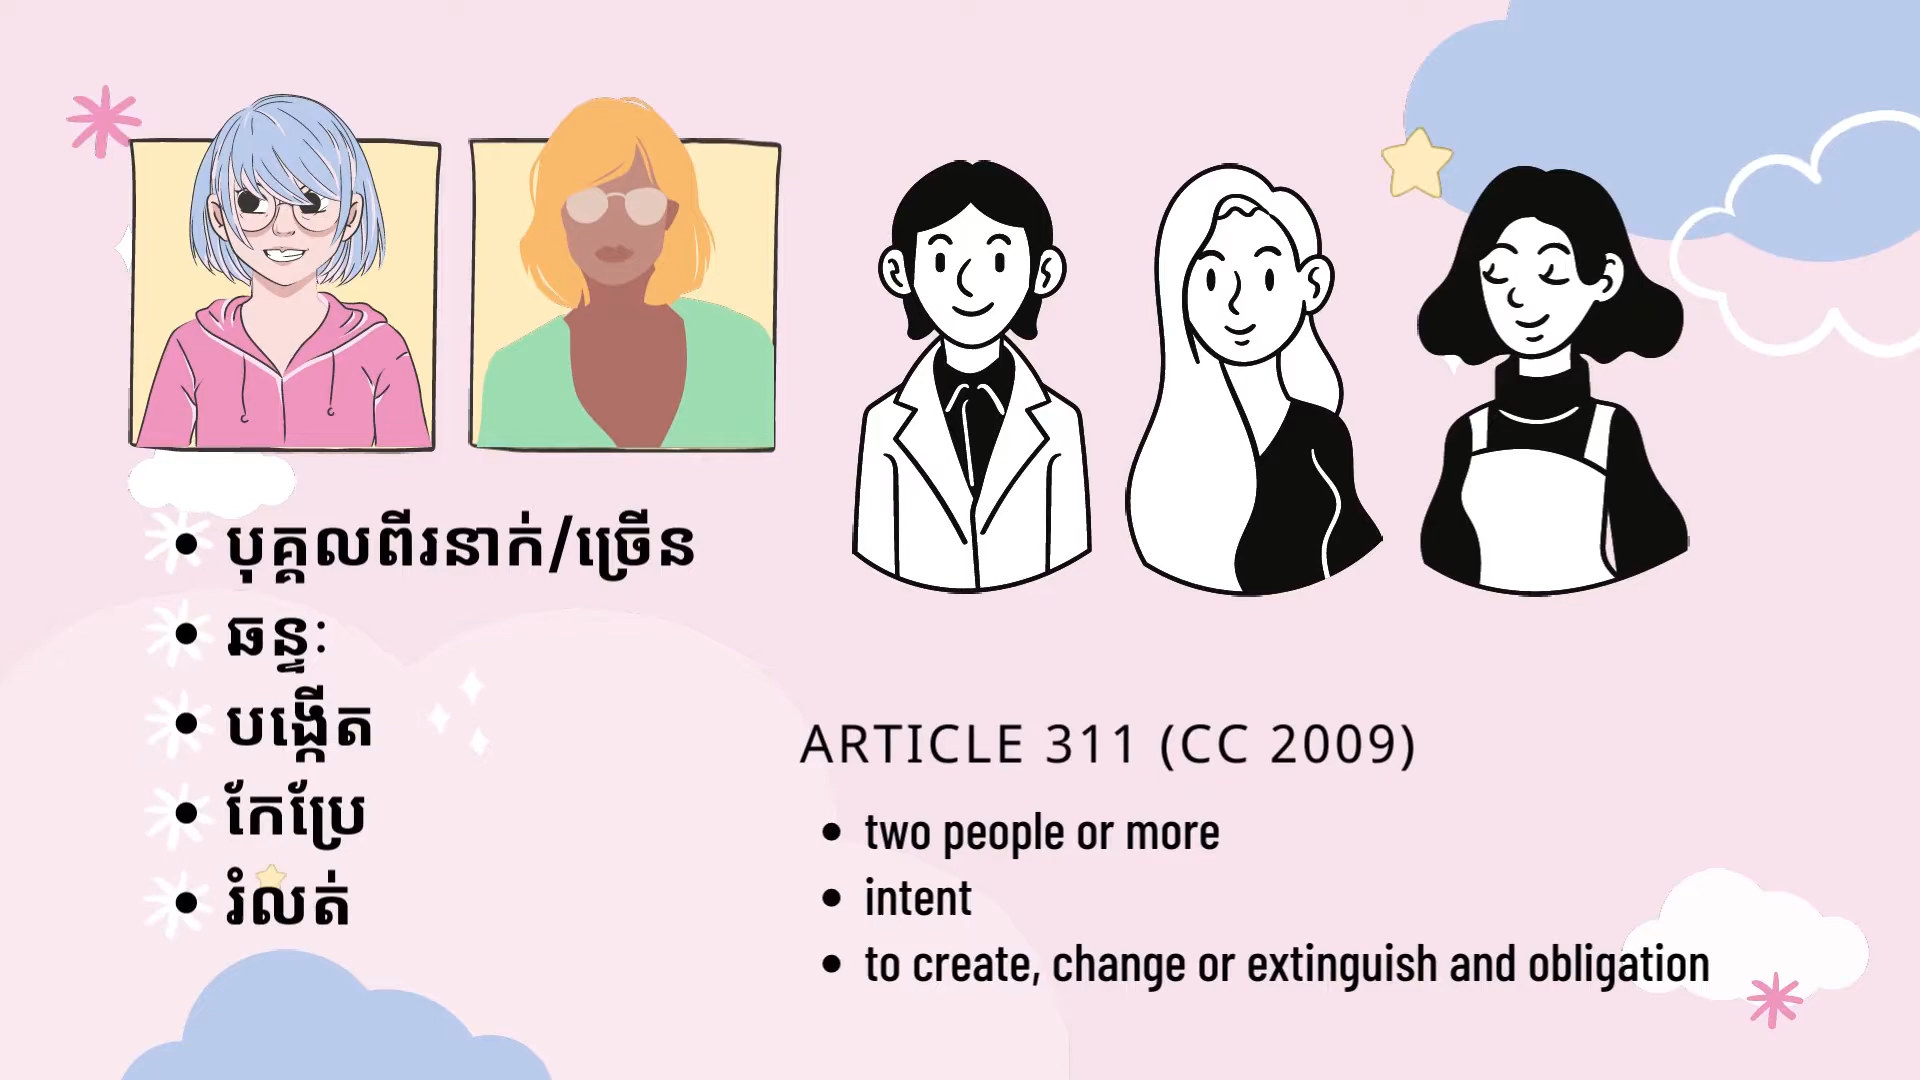 • បុគ្គលពីរនាក់/ច្រើន
• ឆន្ទៈ
• បង្កើត
• កែប្រែ
• រំលត់
ARTICLE 311 (CC 2009)
• two people or more
• intent
• to create, change or extinguish and obligation